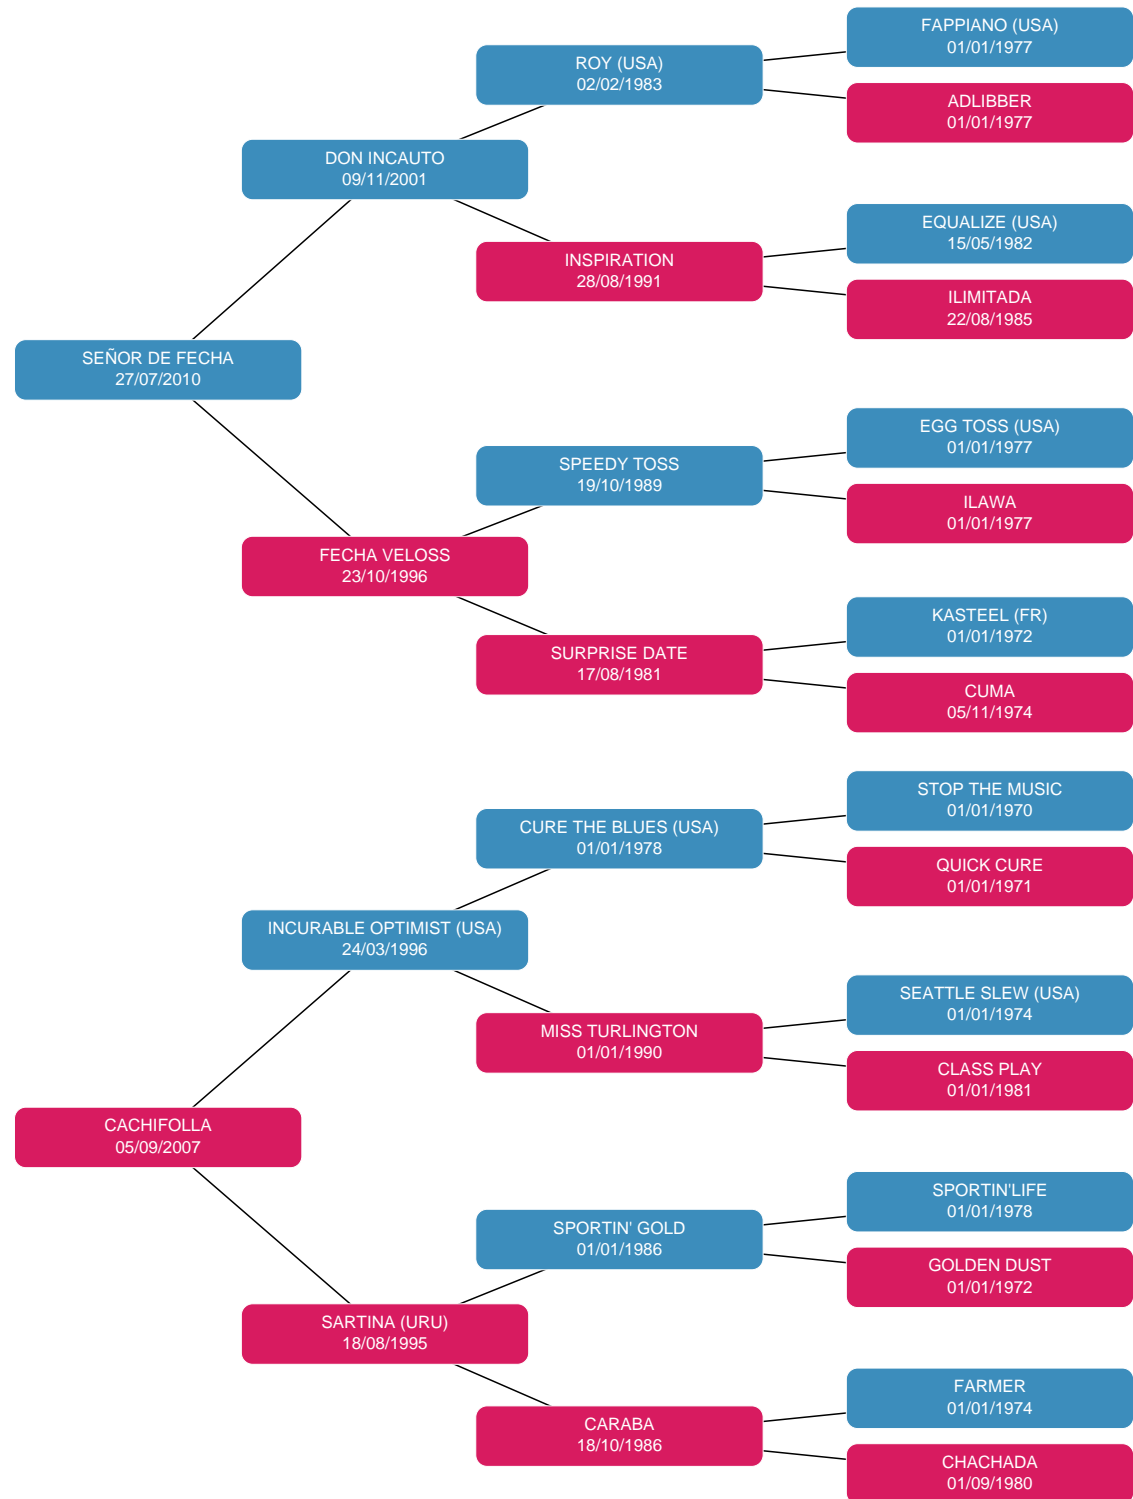 FAPPIANO (USA)
01/01/1977
ROY (USA)
02/02/1983
ADLIBBER
01/01/1977
DON INCAUTO
09/11/2001
EQUALIZE (USA)
15/05/1982
INSPIRATION
28/08/1991
ILIMITADA
22/08/1985
SEÑOR DE FECHA
27/07/2010
EGG TOSS (USA)
01/01/1977
SPEEDY TOSS
19/10/1989
ILAWA
01/01/1977
FECHA VELOSS
23/10/1996
KASTEEL (FR)
01/01/1972
SURPRISE DATE
17/08/1981
CUMA
05/11/1974
STOP THE MUSIC
01/01/1970
CURE THE BLUES (USA)
01/01/1978
QUICK CURE
01/01/1971
INCURABLE OPTIMIST (USA)
24/03/1996
SEATTLE SLEW (USA)
01/01/1974
MISS TURLINGTON
01/01/1990
CLASS PLAY
01/01/1981
CACHIFOLLA
05/09/2007
SPORTIN'LIFE
01/01/1978
SPORTIN' GOLD
01/01/1986
GOLDEN DUST
01/01/1972
SARTINA (URU)
18/08/1995
FARMER
01/01/1974
CARABA
18/10/1986
CHACHADA
01/09/1980